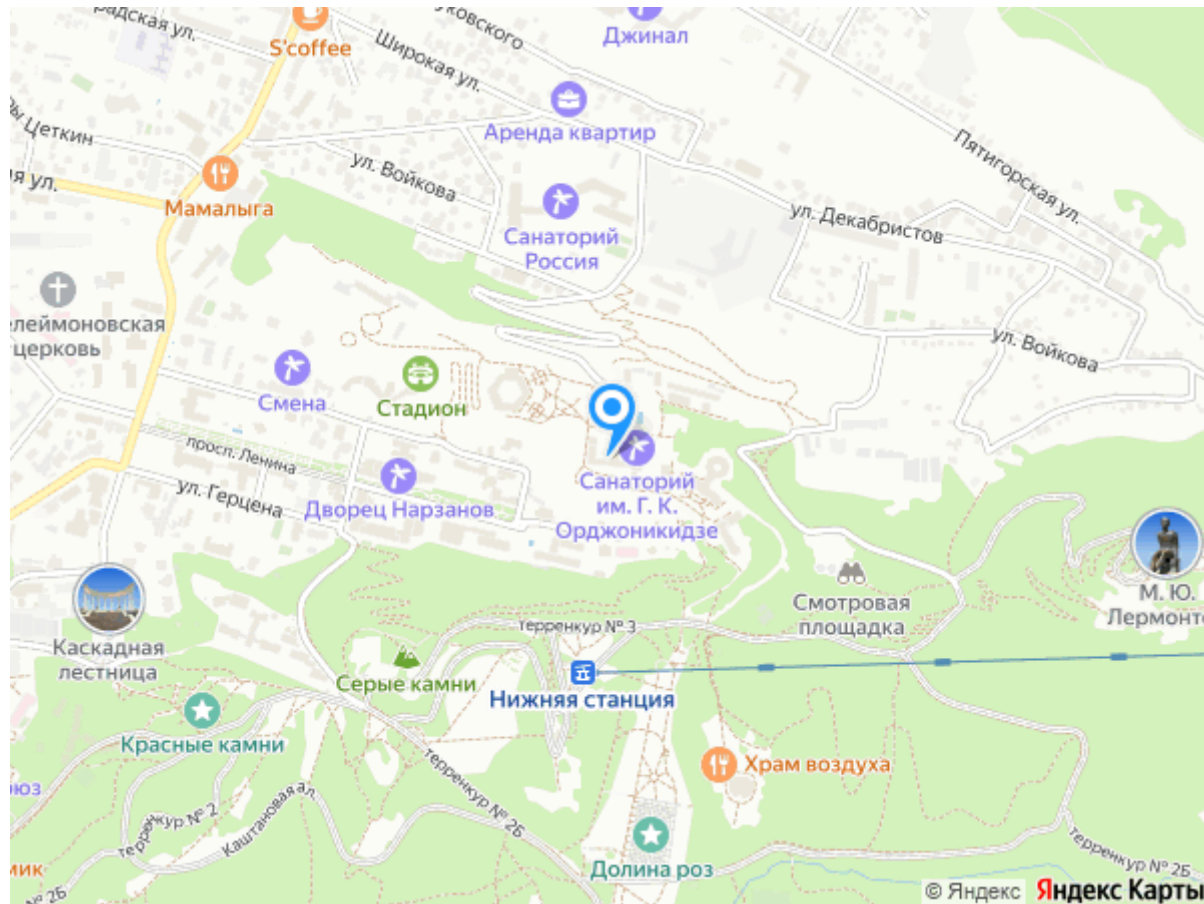 S'coffee
Джинал
Широкая ул.
Аренда квартир
Цеткин
Пятигорская ул.
ул. Войкова
Мамалыга
Санаторий
Россия
ул. Декабристов
церковь
ул. Войкова
Смена
Стадион
просп. Ленина
ул. Герцена
Дворец Нарзанов
Санаторий
им. Г. К.
Орджоникидзе
Смотровая
площадка
М. Ю.
Каскадная
лестница
терренкур № 3
Серые камни
Нижняя станция
Красные камни
Храм воздуха
терренкур № 2
Каштановая ал.
терренкур № 2Б
Долина роз
терренкур № 2Б
№ 2Б
© Яндекс Яндекс Карты